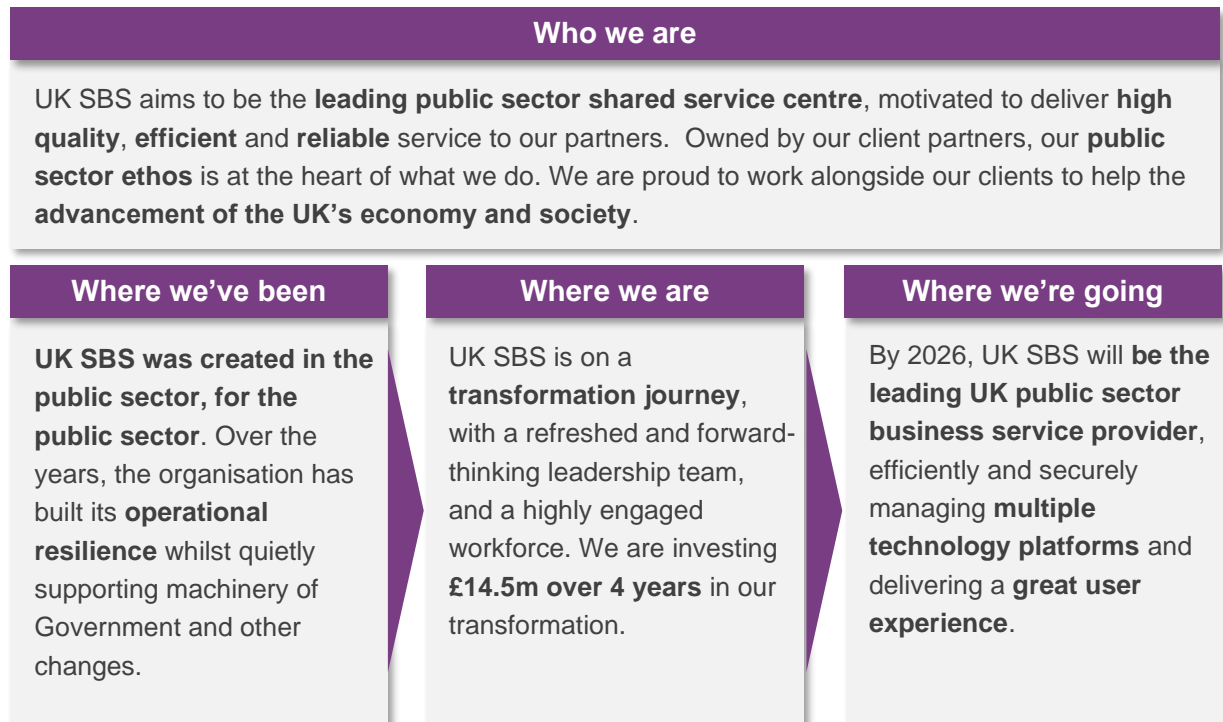 Who we are
UK SBS aims to be the leading public sector shared service centre, motivated to deliver high
quality, efficient and reliable service to our partners.  Owned by our client partners, our public
sector ethos is at the heart of what we do. We are proud to work alongside our clients to help the
advancement of the UK’s economy and society.
Where we’ve been
UK SBS was created in the
public sector, for the
public sector. Over the
years, the organisation has
built its operational
resilience whilst quietly
supporting machinery of
Government and other
changes.
Where we are
UK SBS is on a
transformation journey,
with a refreshed and forward-
thinking leadership team,
and a highly engaged
workforce. We are investing
£14.5m over 4 years in our
transformation.
Where we’re going
By 2026, UK SBS will be the
leading UK public sector
business service provider,
efficiently and securely
managing multiple
technology platforms and
delivering a great user
experience.